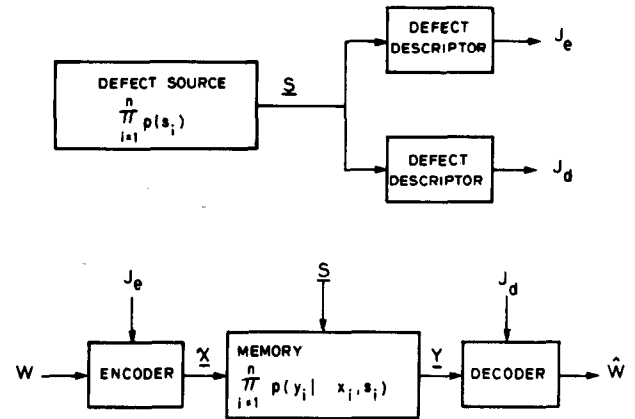 DEFECT
DESCRIPTOR
J_e
DEFECT SOURCE
n
π p(s_i)
i=1
S
DEFECT
DESCRIPTOR
J_d
J_e
S
J_d
W
ENCODER
X
MEMORY
n
π p(y_i| x_i,s_i)
i=1
Y
DECODER
Ŵ